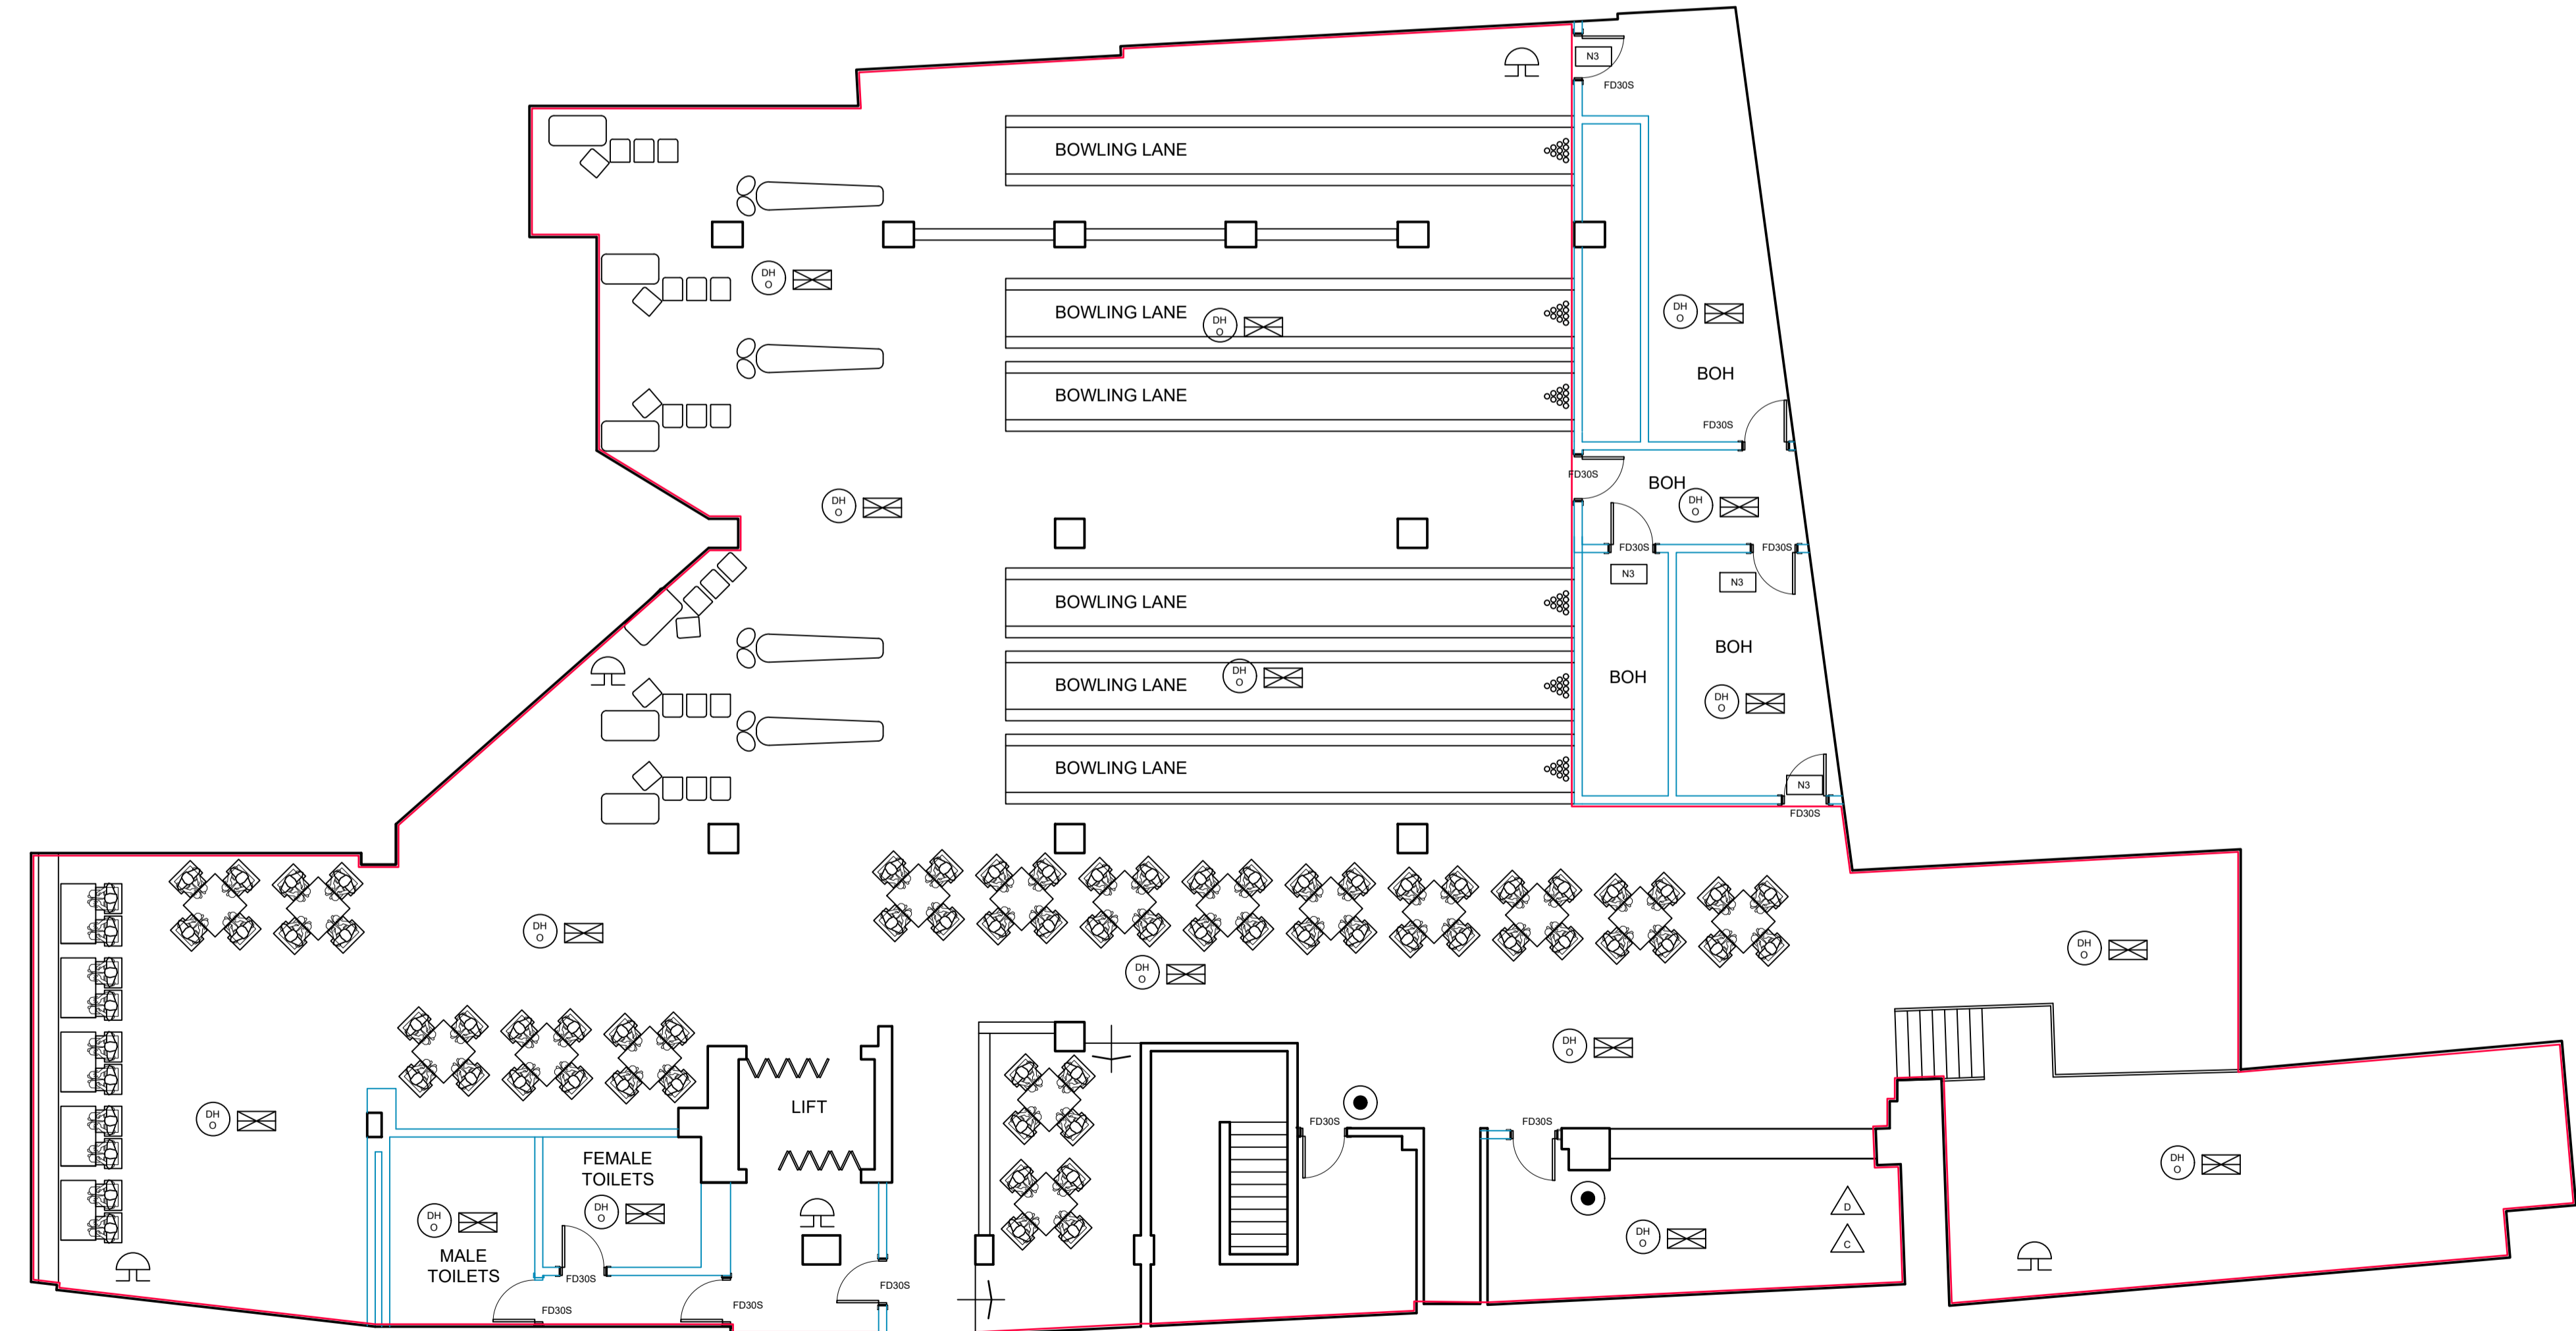 N3
FD30S
BOWLING LANE
DH
O
BOWLING LANE
DH
O
DH
O
BOH
BOWLING LANE
FD30S
FD30S
BOH
DH
O
DH
O
FD30S
FD30S
N3
N3
BOWLING LANE
BOH
BOH
DH
O
BOWLING LANE
DH
O
BOWLING LANE
N3
FD30S
DH
O
DH
O
DH
O
DH
O
LIFT
DH
O
FD30S
FD30S
FEMALE
TOILETS
DH
O
DH
O
DH
O
D
DH
O
C
MALE
TOILETS
FD30S
FD30S
FD30S
FD30S